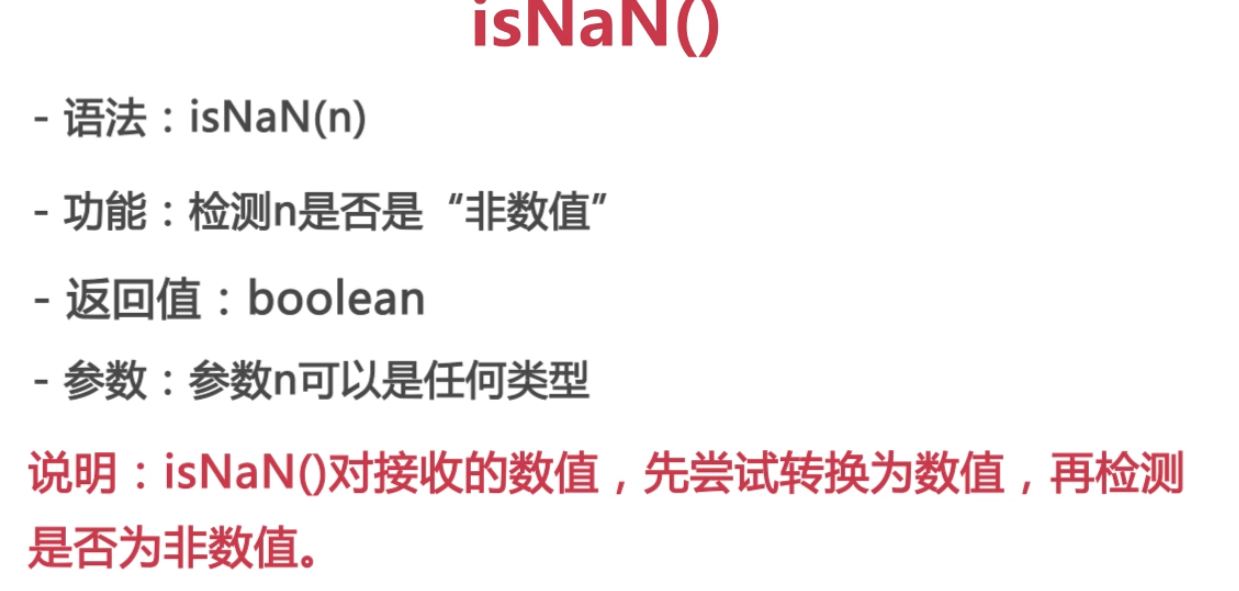 isNaN()
- 语法：isNaN(n)
- 功能：检测n是否是“非数值”
- 返回值：boolean
- 参数：参数n可以是任何类型
说明：isNaN()对接收的数值，先尝试转换为数值，再检测
是否为非数值。